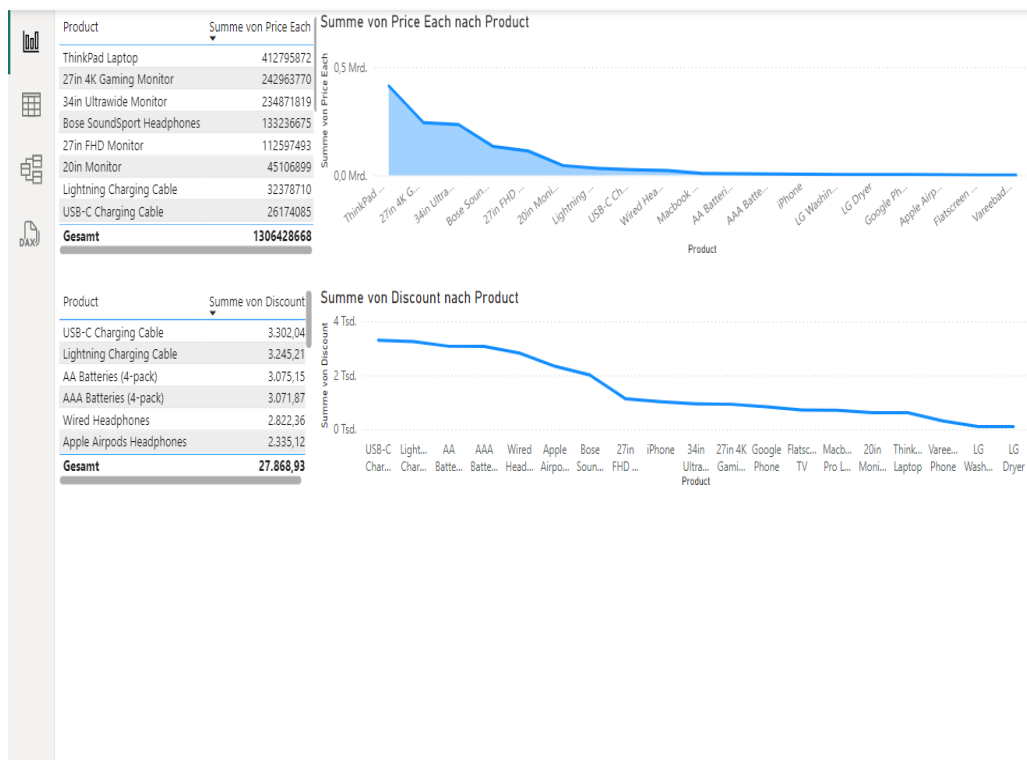 Product Summe von Price Each
ThinkPad Laptop 412795872
27in 4K Gaming Monitor 242963770
34in Ultrawide Monitor 234871819
Bose SoundSport Headphones 133236675
27in FHD Monitor 112597493
20in Monitor 45106899
Lightning Charging Cable 32378710
USB-C Charging Cable 26174085
Gesamt 1306428668
Summe von Price Each nach Product
Summe von Price Each
0,5 Mrd.
0,0 Mrd.
ThinkPad ... 27in 4K G... 34in Ultra... Bose Soun... 27in FHD ... 20in Moni... Lightning ... USB-C Ch... Wired Hea... Macbook ... AA Batteri... AAA Batte... iPhone LG Washin... LG Dryer Google Ph... Apple Airp... Flatscreen ... Vareebad...
Product
DAX
Product Summe von Discount
USB-C Charging Cable 3.302,04
Lightning Charging Cable 3.245,21
AA Batteries (4-pack) 3.075,15
AAA Batteries (4-pack) 3.071,87
Wired Headphones 2.822,36
Apple Airpods Headphones 2.335,12
Gesamt 27.868,93
Summe von Discount nach Product
Summe von Discount
4 Tsd.
2 Tsd.
0 Tsd.
USB-C Light... AA AAA Wired Apple Bose 27in iPhone 34in 27in 4K Google Flatsc... Macb... 20in Think... Varee... LG LG
Char... Char... Batte... Batte... Head... Airpo... Soun... FHD ... Ultra... Gami... Phone TV Pro L... Moni... Laptop Phone Wash... Dryer
Product